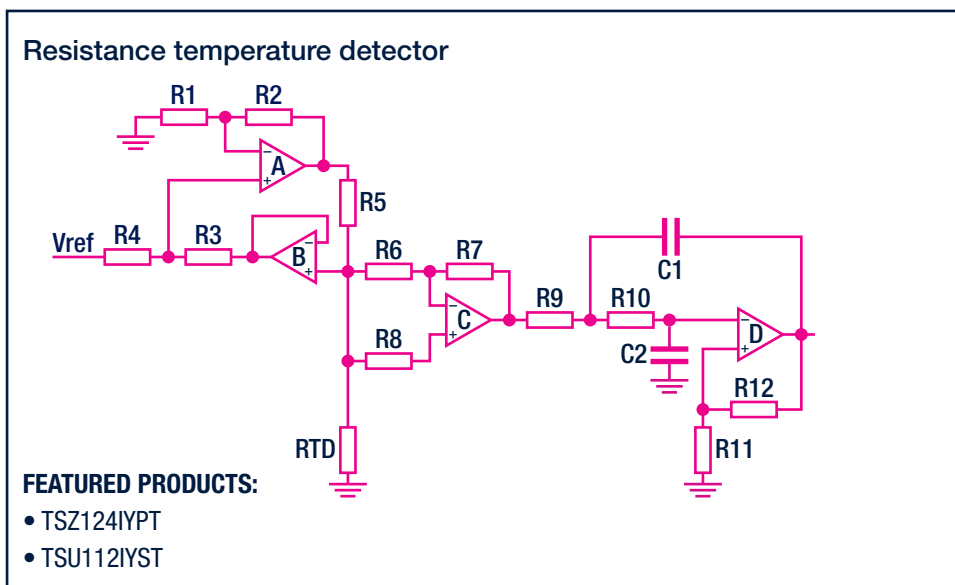 Resistance temperature detector
R1 R2
A
R5
Vref R4 R3
B
R6 R7
C
R8
R9 R10
C1
C2
D
R12
RTD
R11
FEATURED PRODUCTS:
• TSZ124IYPT
• TSU112IYST